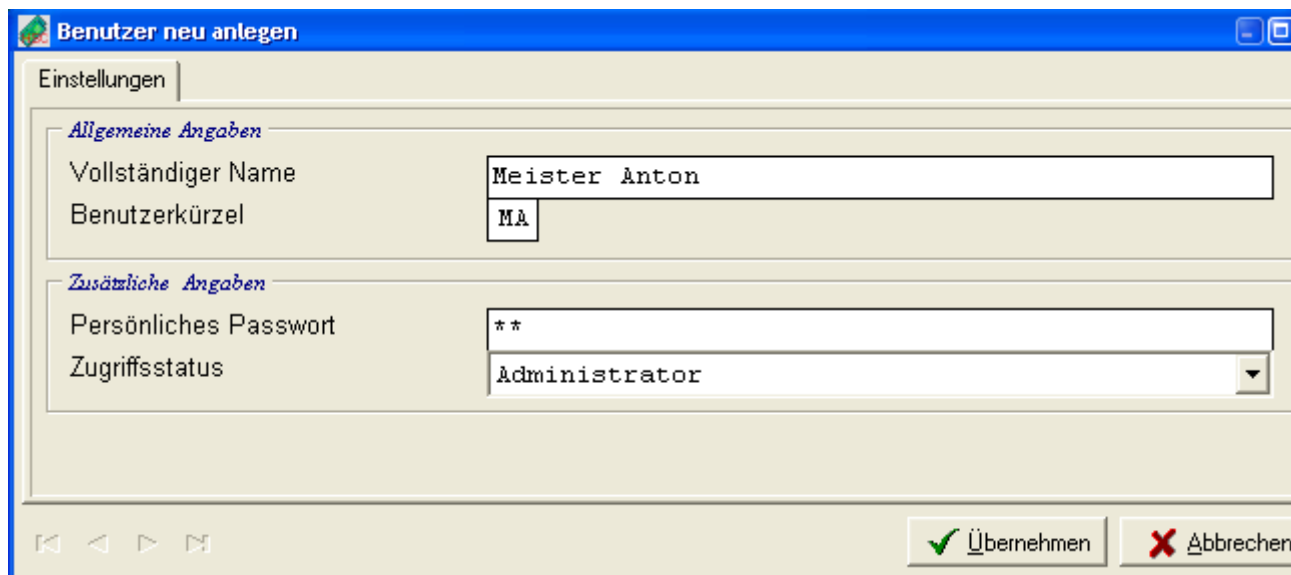 Benutzer neu anlegen
Einstellungen
Allgemeine Angaben
Vollständiger Name Meister Anton
Benutzerkürzel MA
Zusätzliche Angaben
Persönliches Passwort **
Zugriffsstatus Administrator
Übernehmen Abbrechen